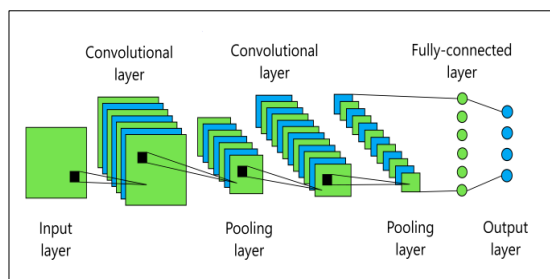 Convolutional
layer
Convolutional
layer
Fully-connected
layer
Input
layer
Pooling
layer
Pooling
layer
Output
layer